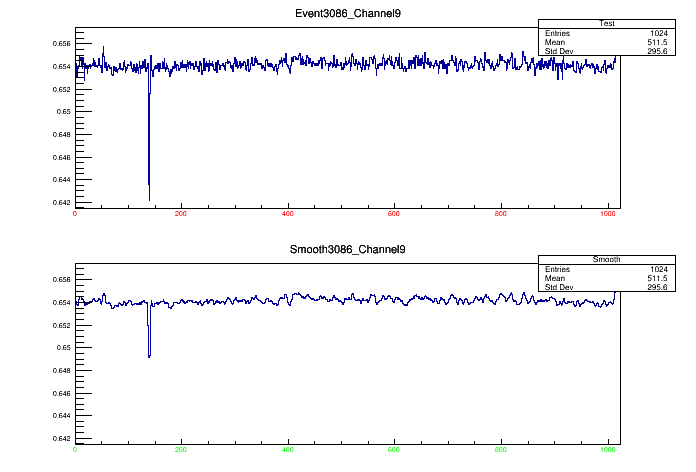 Event3086_Channel9
Test
Entries 1024
Mean 511.5
Std Dev 295.6
0.656
0.654
0.652
0.65
0.648
0.646
0.644
0.642
0 200 400 600 800 1000
Smooth3086_Channel9
Smooth
Entries 1024
Mean 511.5
Std Dev 295.6
0.656
0.654
0.652
0.65
0.648
0.646
0.644
0.642
0 200 400 600 800 1000